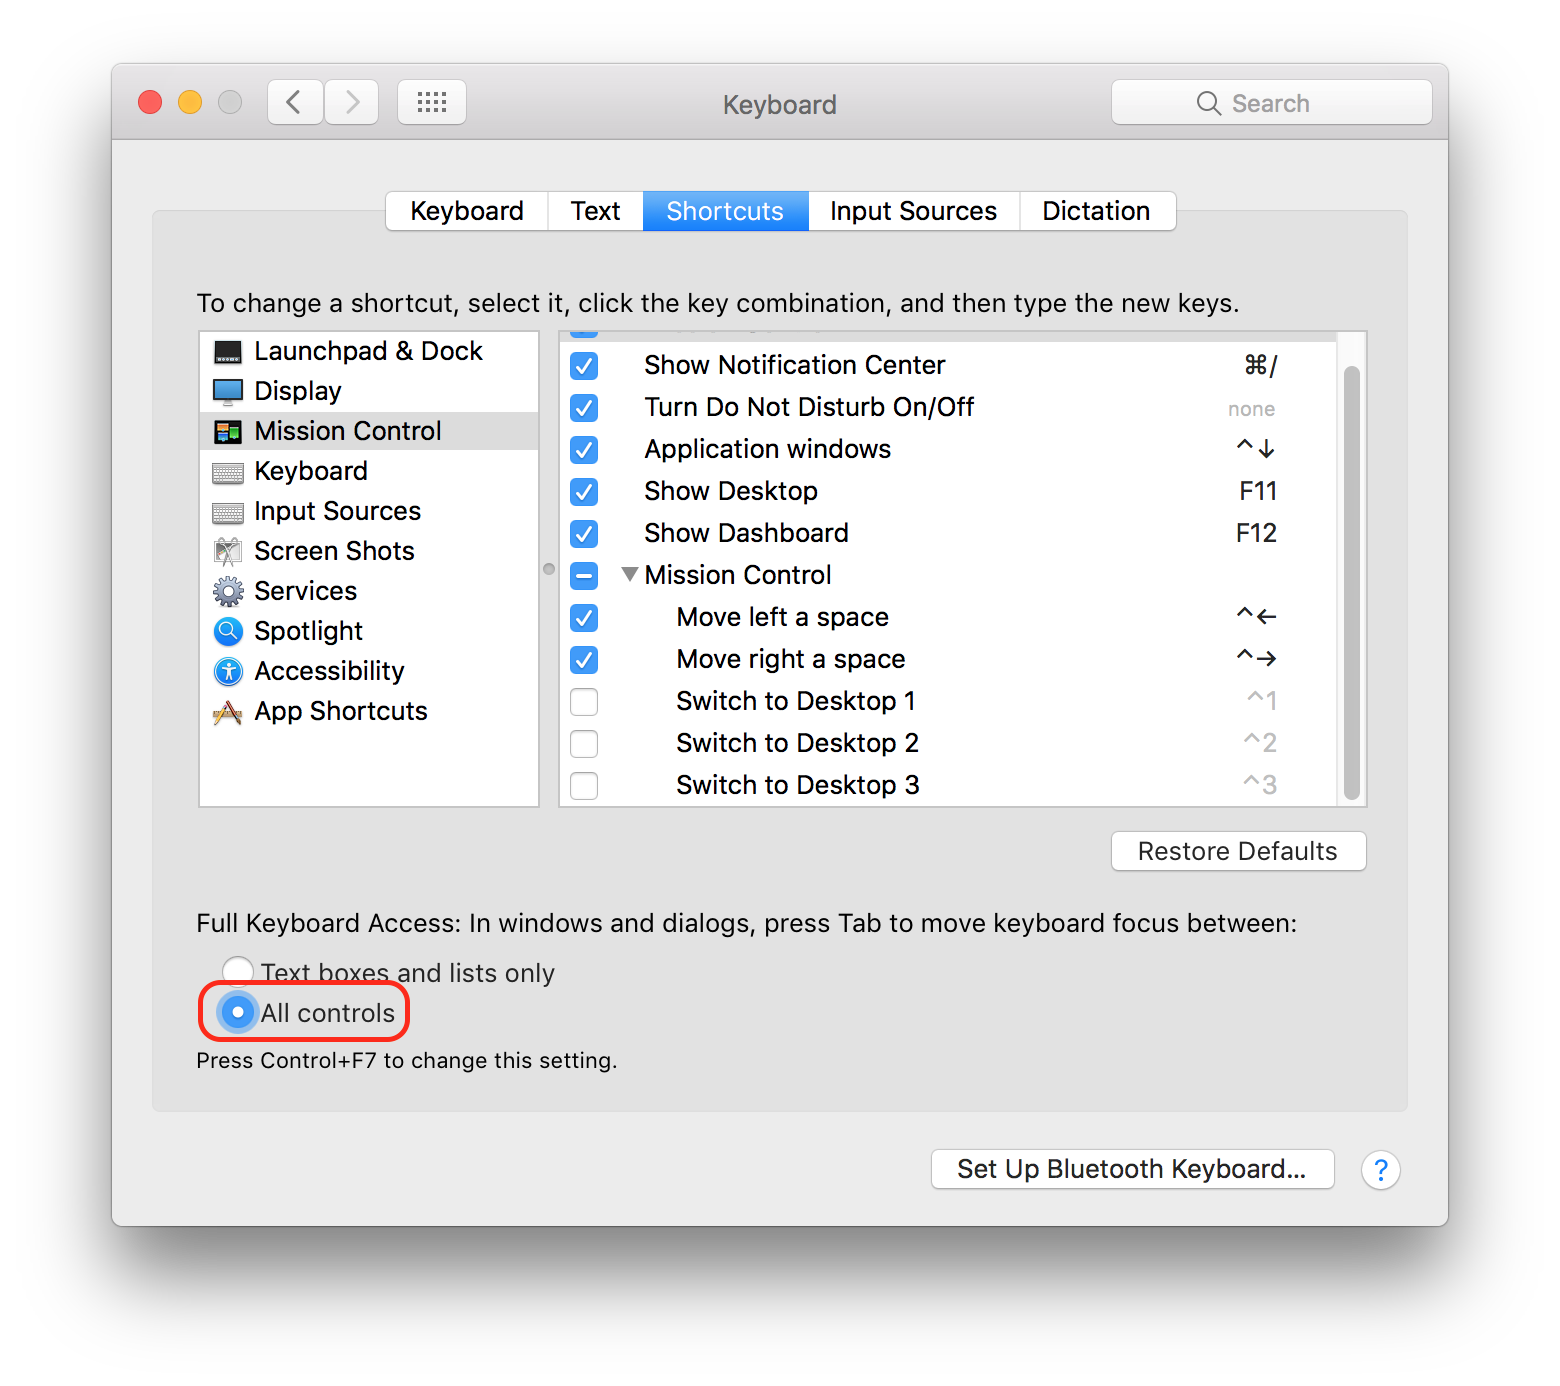 Keyboard
Search
Keyboard Text Shortcuts Input Sources Dictation
To change a shortcut, select it, click the key combination, and then type the new keys.
Launchpad & Dock
Display
Mission Control
Keyboard
Input Sources
Screen Shots
Services
Spotlight
Accessibility
App Shortcuts
Show Notification Center ⌘/
Turn Do Not Disturb On/Off none
Application windows ^↓
Show Desktop F11
Show Dashboard F12
Mission Control
Move left a space ^←
Move right a space ^→
Switch to Desktop 1 ^1
Switch to Desktop 2 ^2
Switch to Desktop 3 ^3
Restore Defaults
Full Keyboard Access: In windows and dialogs, press Tab to move keyboard focus between:
Text boxes and lists only
All controls
Press Control+F7 to change this setting.
Set Up Bluetooth Keyboard... ?